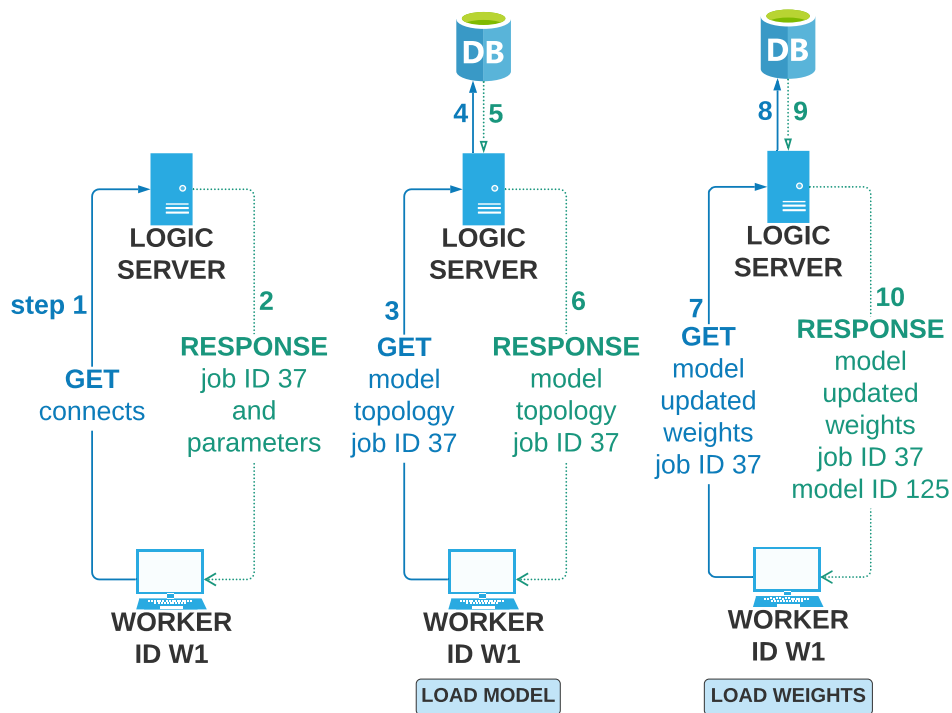 LOGIC
SERVER
step 1
GET
connects
2
RESPONSE
job ID 37
and
parameters
WORKER
ID W1
DB
4
5
LOGIC
SERVER
3
GET
model
topology
job ID 37
6
RESPONSE
model
topology
job ID 37
WORKER
ID W1
LOAD MODEL
DB
8
9
LOGIC
SERVER
7
GET
model
updated
weights
job ID 37
10
RESPONSE
model
updated
weights
job ID 37
model ID 125
WORKER
ID W1
LOAD WEIGHTS